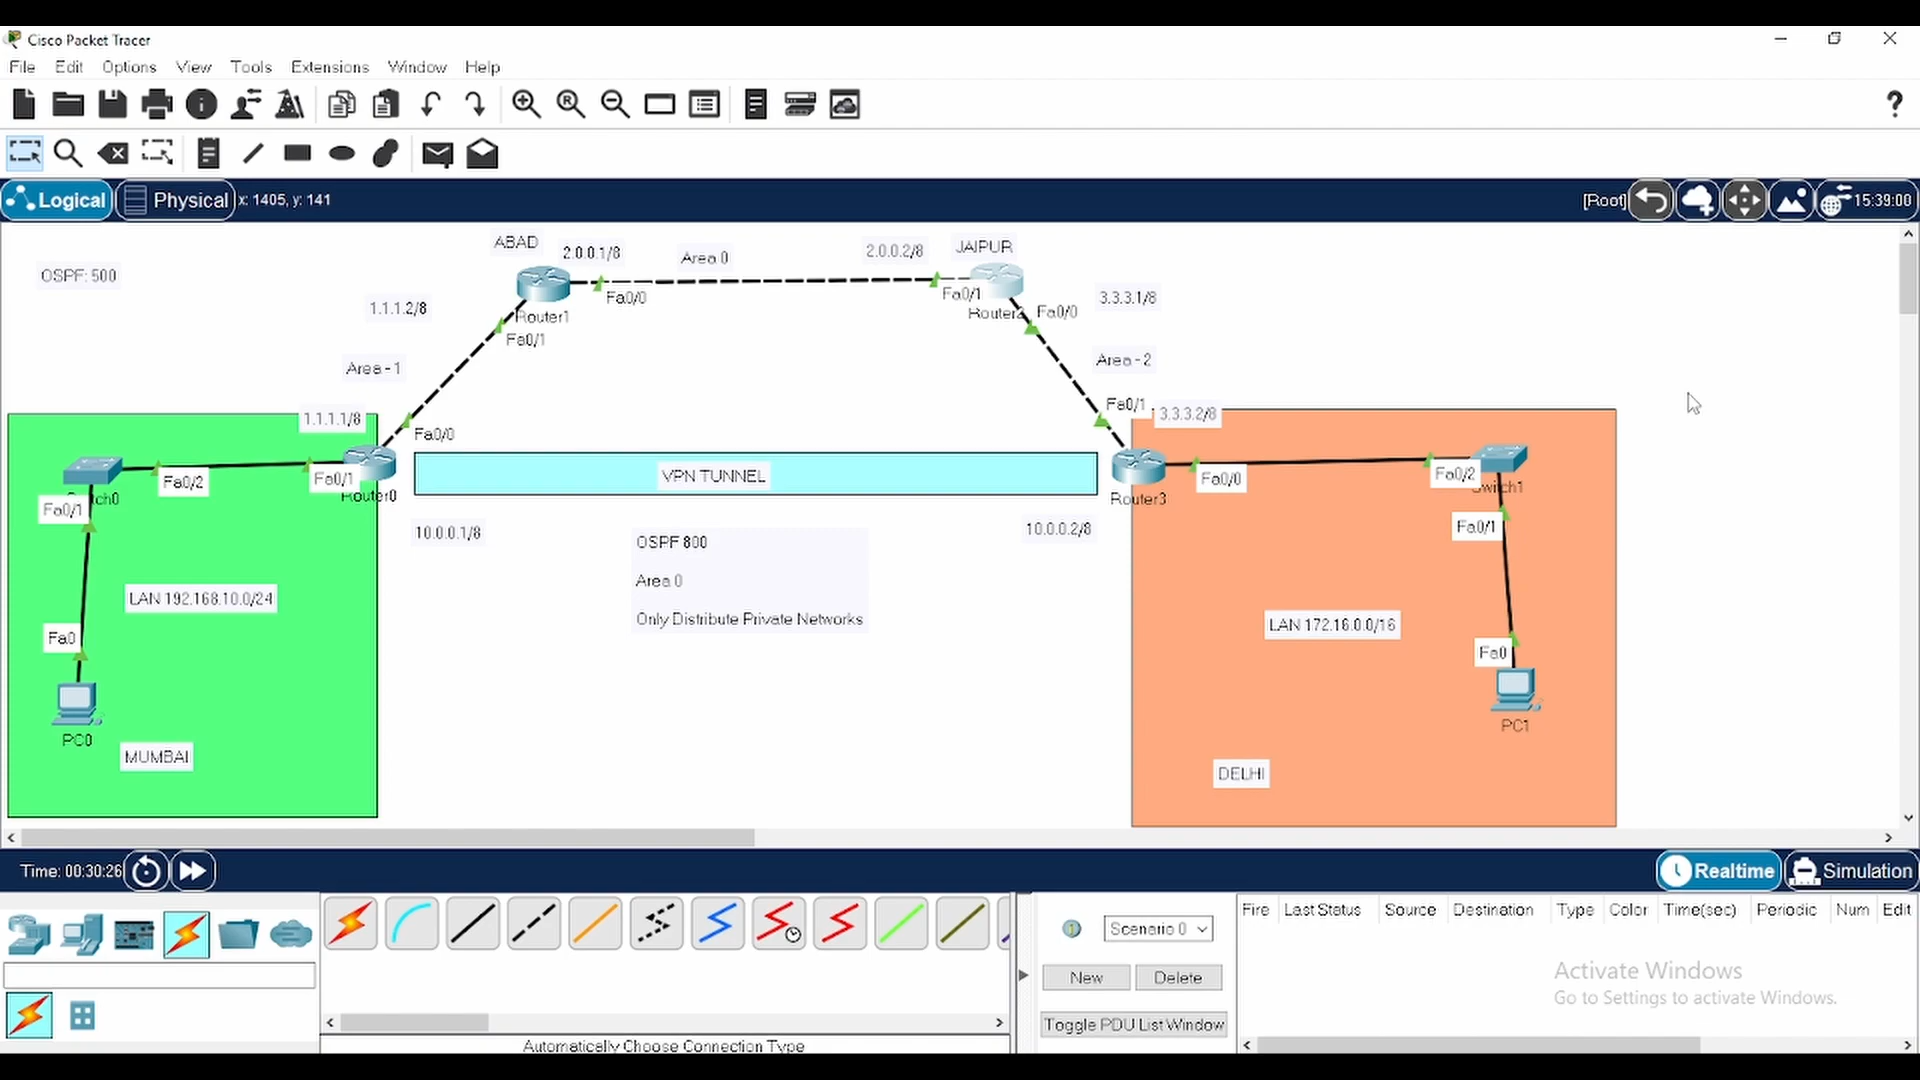 Cisco Packet Tracer
File Edit Options View Tools Extensions Window Help
?
Logical Physical x: 1405, y: 141 [Root] 15:39:00
ABAD 2.0.0.1/8 Area 0 2.0.0.2/8 JAIPUR
OSPF: 500
Fa0/0 Fa0/1
1.1.1.2/8 Router1 Router2 Fa0/0 3.3.3.1/8
Fa0/1
Area - 1 Area - 2
1.1.1.1/8 Fa0/1 3.3.3.2/8
Fa0/0
Fa0/2 Fa0/1 VPN TUNNEL Fa0/0 Fa0/2
Router0 Router3
Fa0/1 Fa0/1
10.0.0.1/8 10.0.0.2/8
OSPF 800
Area 0
Only Distribute Private Networks
LAN 192.168.10.0/24 LAN 172.16.0.0/16
Fa0 Fa0
PC0 PC1
MUMBAI DELHI
Time: 00:30:26 Realtime Simulation
Scenario 0 Fire Last Status Source Destination Type Color Time(sec) Periodic Num Edit
New Delete
Toggle PDU List Window
Automatically Choose Connection Type
Activate Windows
Go to Settings to activate Windows.